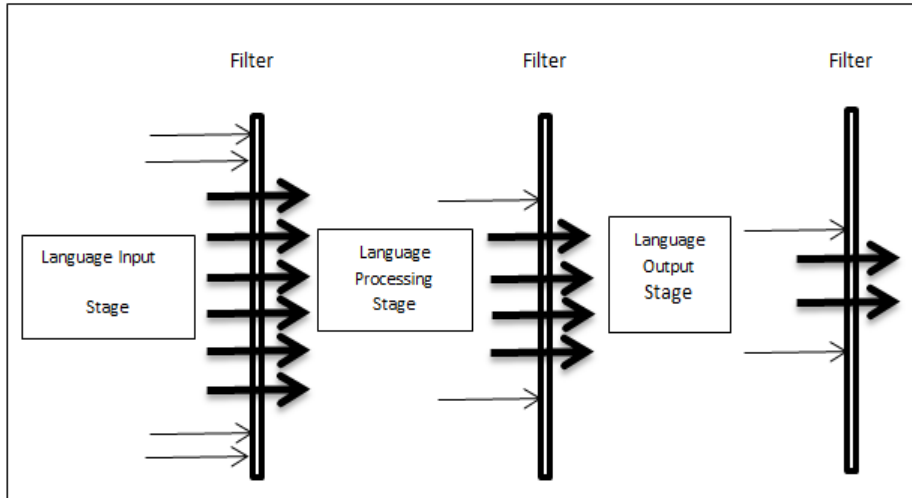 Filter
Filter
Filter
Language Input
Stage
Language
Processing
Stage
Language
Output
Stage